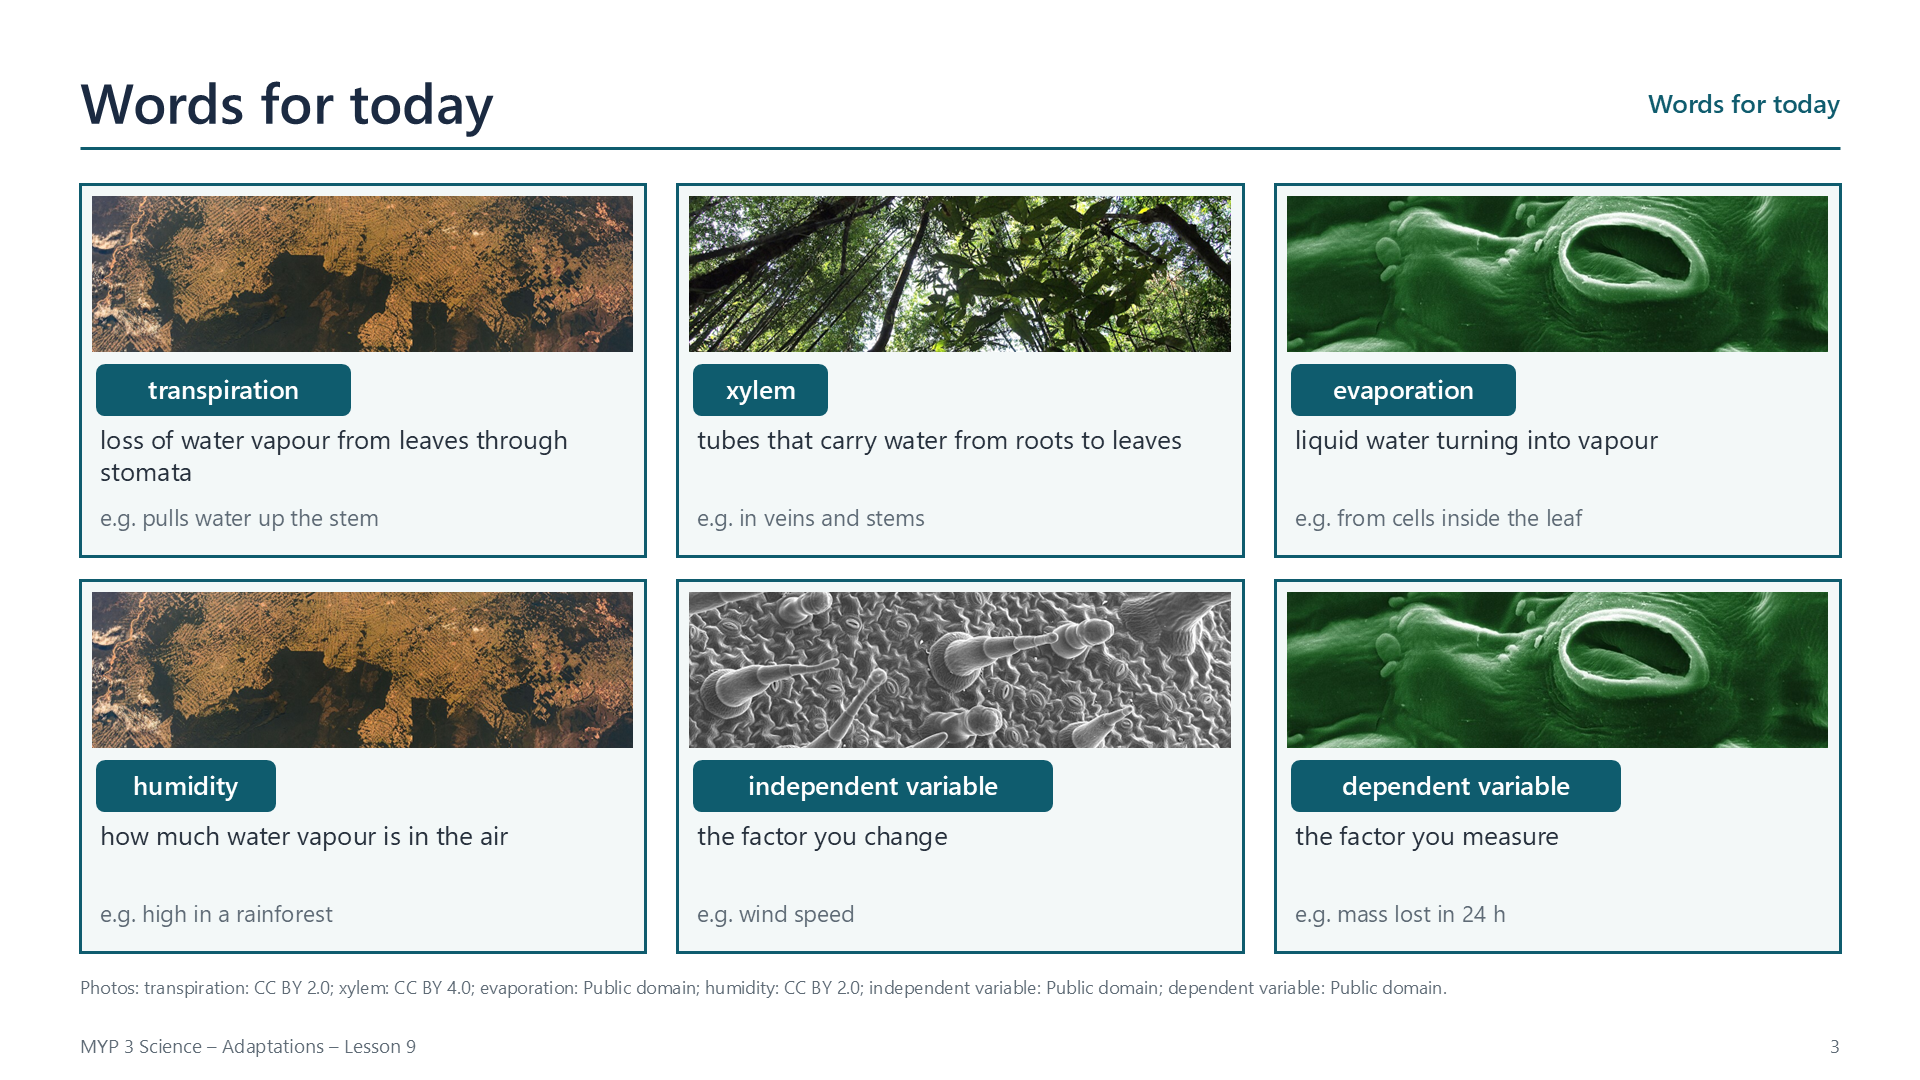 Words for today
Words for today
transpiration
loss of water vapour from leaves through
stomata
e.g. pulls water up the stem
xylem
tubes that carry water from roots to leaves
e.g. in veins and stems
evaporation
liquid water turning into vapour
e.g. from cells inside the leaf
humidity
how much water vapour is in the air
e.g. high in a rainforest
independent variable
the factor you change
e.g. wind speed
dependent variable
the factor you measure
e.g. mass lost in 24 h
Photos: transpiration: CC BY 2.0; xylem: CC BY 4.0; evaporation: Public domain; humidity: CC BY 2.0; independent variable: Public domain; dependent variable: Public domain.
MYP 3 Science – Adaptations – Lesson 9
3